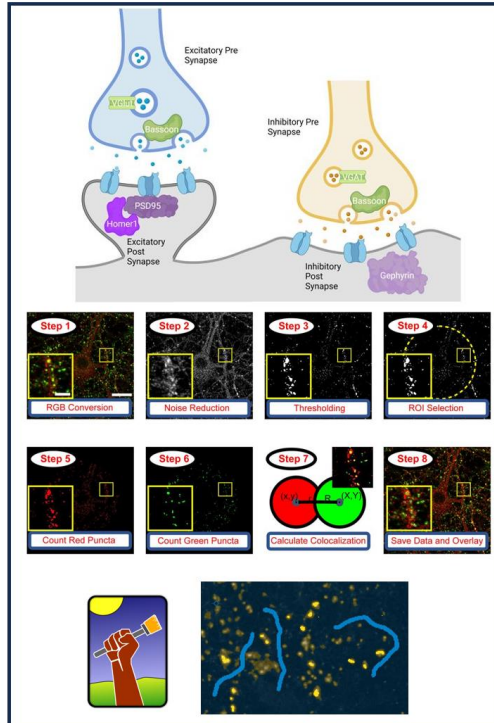 Excitatory Pre
Synapse
Bassoon
Inhibitory Pre
Synapse
VGAT
Bassoon
PSD95
Homer1
Excitatory
Post
Synapse
Inhibitory
Post
Synapse
Gephyrin
Step 1
RGB Conversion
Step 2
Noise Reduction
Step 3
Thresholding
Step 4
ROI Selection
Step 5
Count Red Puncta
Step 6
Count Green Puncta
Step 7
(x,y)
R
(X,Y)
Calculate Colocalization
Step 8
Save Data and Overlay